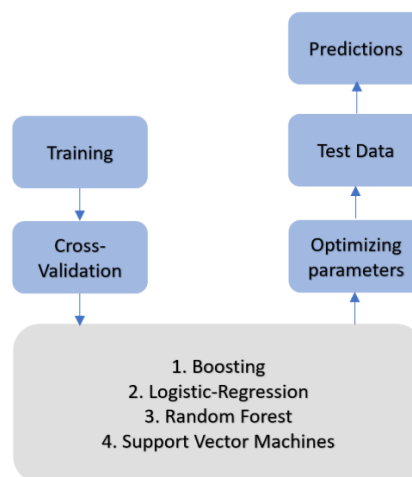 Predictions
Training
Test Data
Cross-
Validation
Optimizing
parameters
1. Boosting
2. Logistic-Regression
3. Random Forest
4. Support Vector Machines